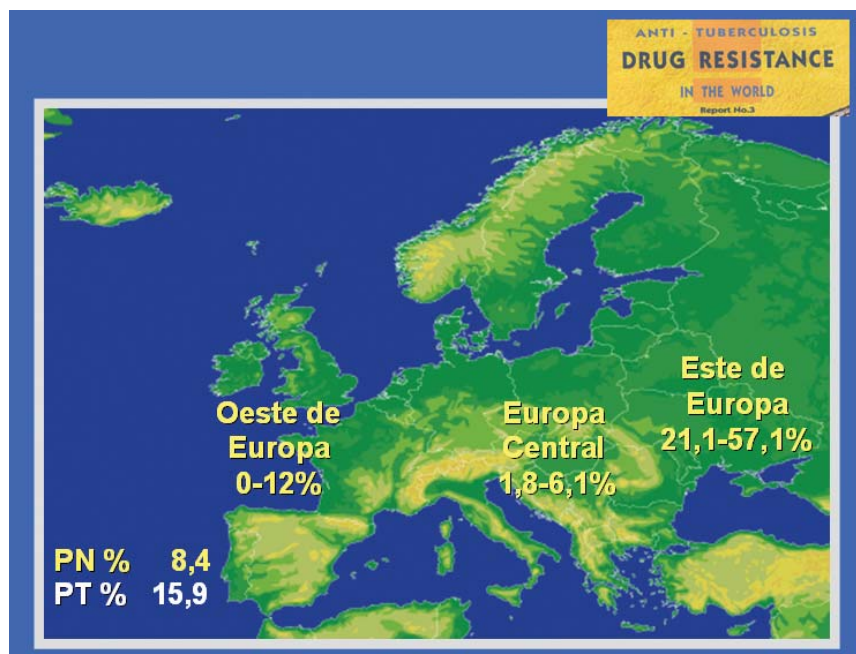 ANTI - TUBERCULOSIS
DRUG RESISTANCE
IN THE WORLD
Report No.3
Oeste de
Europa
0-12%
Europa
Central
1,8-6,1%
Este de
Europa
21,1-57,1%
PN % 8,4
PT % 15,9